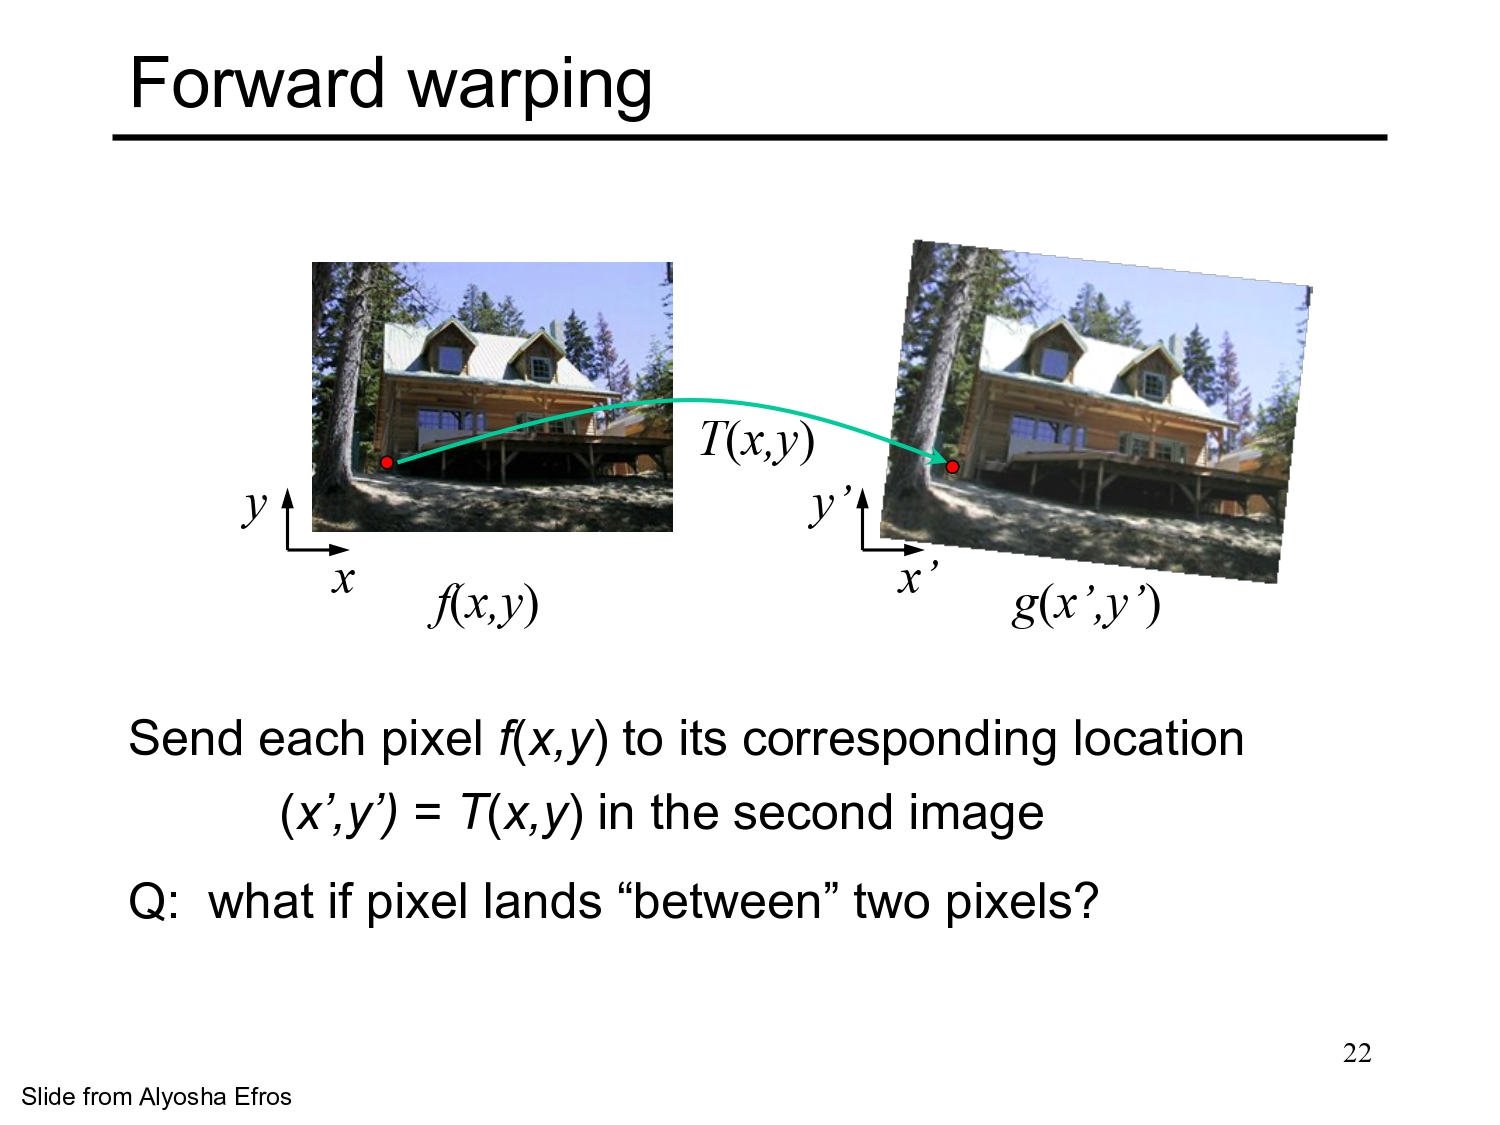 Forward warping
T(x,y)
y
x
f(x,y)
y’
x’
g(x’,y’)
Send each pixel f(x,y) to its corresponding location
(x’,y’) = T(x,y) in the second image
Q: what if pixel lands “between” two pixels?
22
Slide from Alyosha Efros